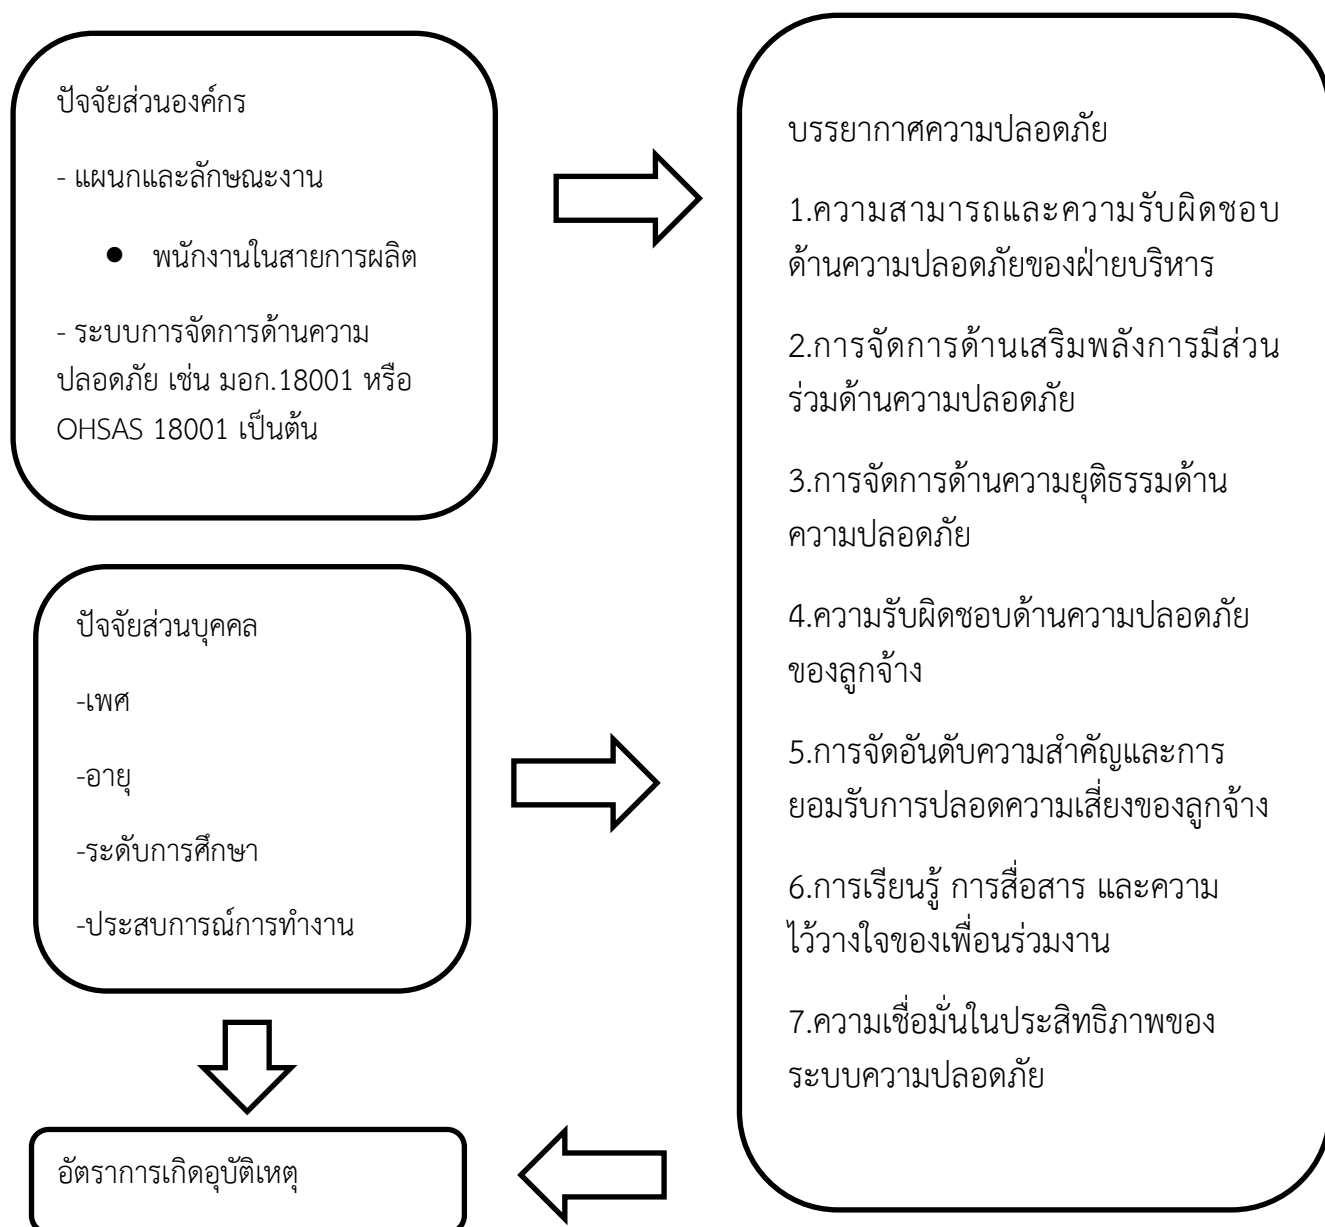 ปัจจัยส่วนองค์กร
- แผนกและลักษณะงาน
● พนักงานในสายการผลิต
- ระบบการจัดการด้านความ
ปลอดภัย เช่น มอก.18001 หรือ
OHSAS 18001 เป็นต้น
ปัจจัยส่วนบุคคล
-เพศ
-อายุ
-ระดับการศึกษา
-ประสบการณ์การทำงาน
อัตราการเกิดอุบัติเหตุ
บรรยากาศความปลอดภัย
1.ความสามารถและความรับผิดชอบ
ด้านความปลอดภัยของฝ่ายบริหาร
2.การจัดการด้านเสริมพลังการมีส่วน
ร่วมด้านความปลอดภัย
3.การจัดการด้านความยุติธรรมด้าน
ความปลอดภัย
4.ความรับผิดชอบด้านความปลอดภัย
ของลูกจ้าง
5.การจัดอันดับความสำคัญและการ
ยอมรับการปลอดความเสี่ยงของลูกจ้าง
6.การเรียนรู้ การสื่อสาร และความ
ไว้วางใจของเพื่อนร่วมงาน
7.ความเชื่อมั่นในประสิทธิภาพของ
ระบบความปลอดภัย